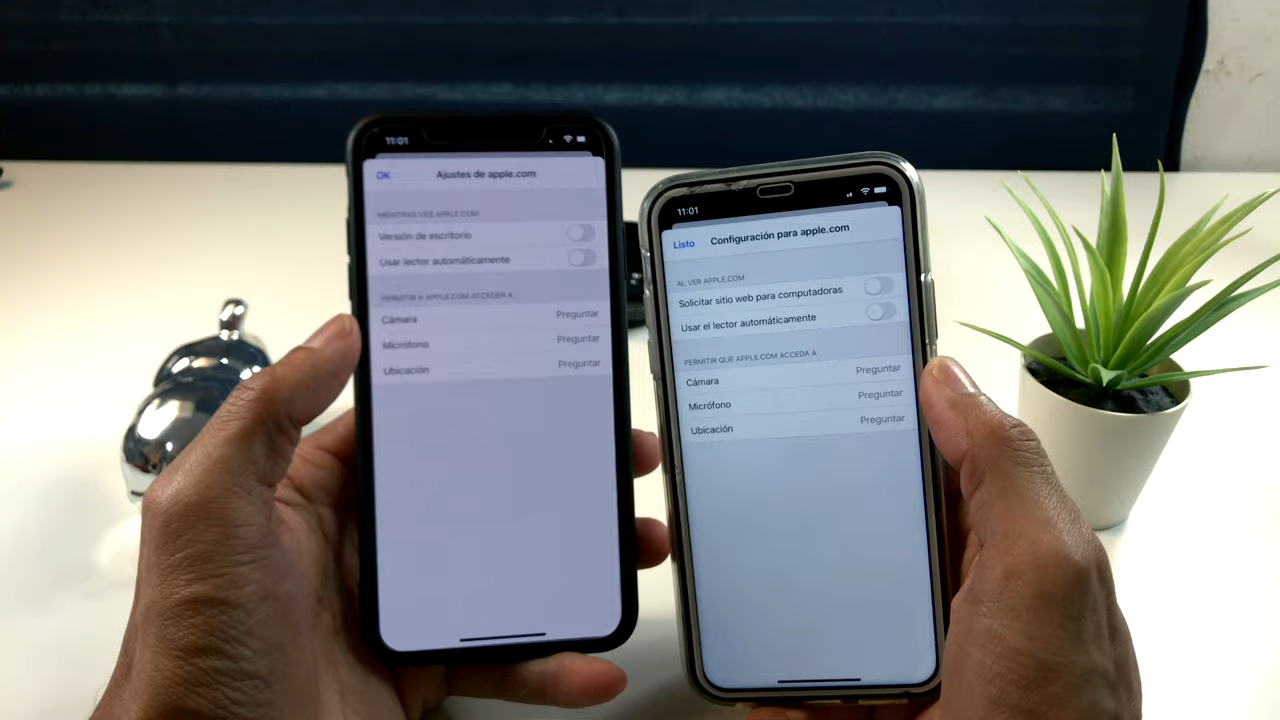 11:01
OK
Ajustes de apple.com
MIENTRAS VES APPLE.COM
Versión de escritorio
Usar lector automáticamente
PERMITIR A APPLE.COM ACCEDER A
Cámara
Preguntar
Micrófono
Preguntar
Ubicación
Preguntar
11:01
Listo
Configuración para apple.com
AL VER APPLE.COM
Solicitar sitio web para computadoras
Usar el lector automáticamente
PERMITIR QUE APPLE.COM ACCEDA A
Cámara
Preguntar
Micrófono
Preguntar
Ubicación
Preguntar